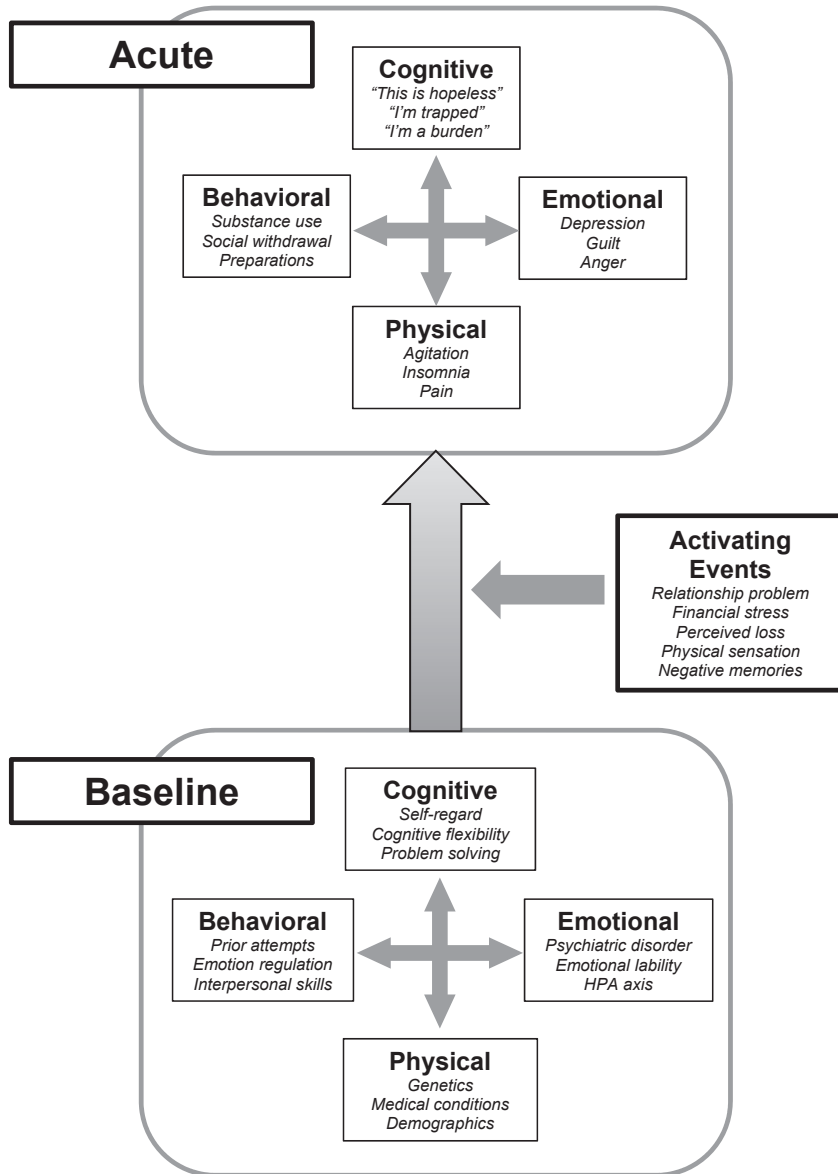 Acute
Cognitive
“This is hopeless”
“I’m trapped”
“I’m a burden”
Behavioral
Substance use
Social withdrawal
Preparations
Emotional
Depression
Guilt
Anger
Physical
Agitation
Insomnia
Pain
Activating
Events
Relationship problem
Financial stress
Perceived loss
Physical sensation
Negative memories
Baseline
Cognitive
Self-regard
Cognitive flexibility
Problem solving
Behavioral
Prior attempts
Emotion regulation
Interpersonal skills
Emotional
Psychiatric disorder
Emotional lability
HPA axis
Physical
Genetics
Medical conditions
Demographics